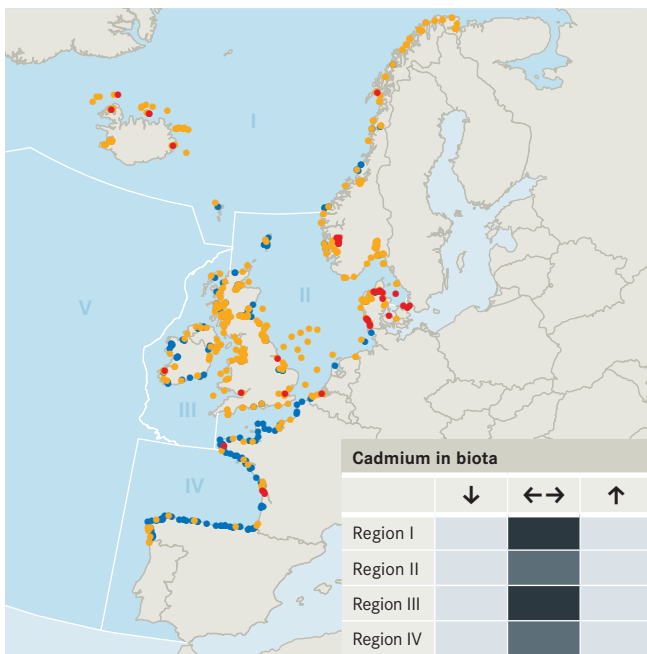 I
II
V
III
IV
Cadmium in biota
↓ ←→ ↑
Region I
Region II
Region III
Region IV